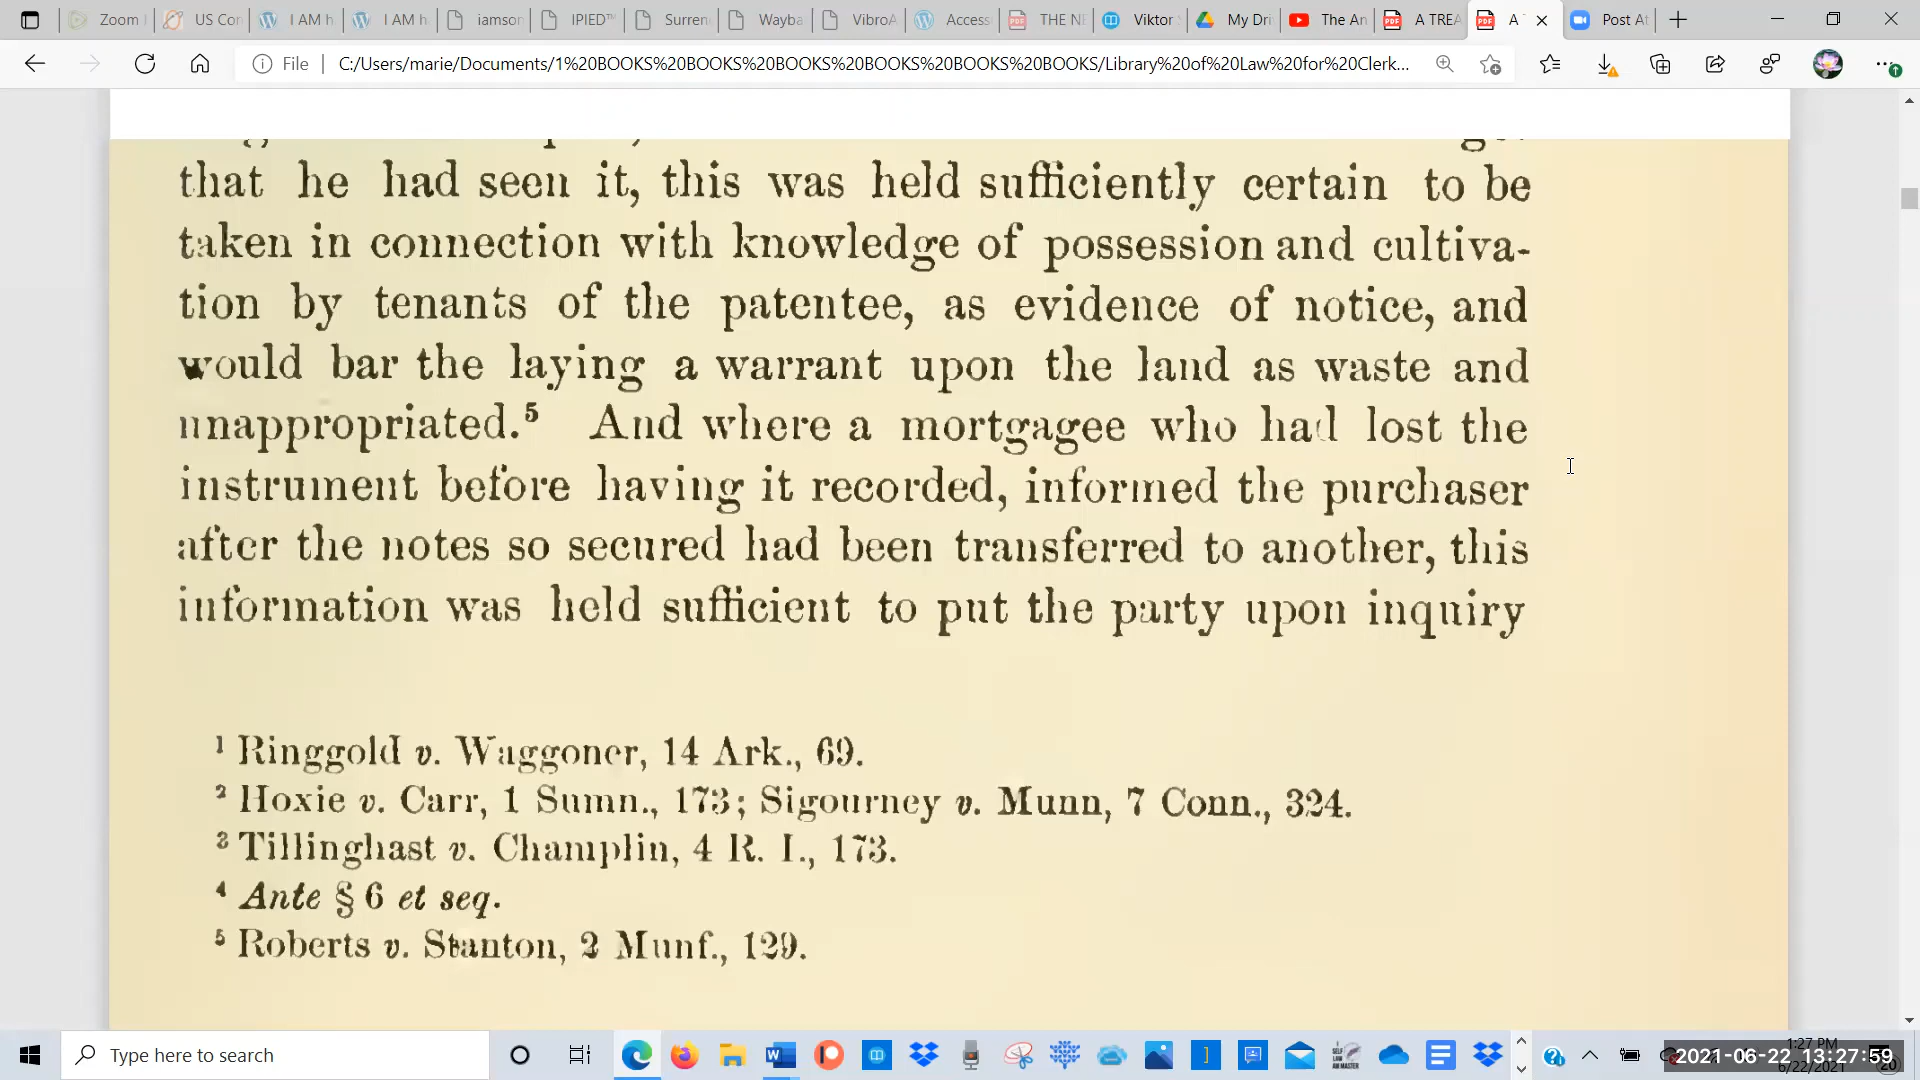 Zoom
US Con
I AM h
I AM h
iamson
IPIED™
Surren
Wayba
VibroA
Access
THE NE
Viktor
My Dri
The An
A TREA
A
Post At
File
C:/Users/marie/Documents/1%20BOOKS%20BOOKS%20BOOKS%20BOOKS%20BOOKS%20BOOKS/Library%20of%20Law%20for%20Clerk...
that he had seen it, this was held sufficiently certain to be
taken in connection with knowledge of possession and cultiva-
tion by tenants of the patentee, as evidence of notice, and
would bar the laying a warrant upon the land as waste and
unappropriated.⁵ And where a mortgagee who had lost the
instrument before having it recorded, informed the purchaser
after the notes so secured had been transferred to another, this
information was held sufficient to put the party upon inquiry
¹ Ringgold v. Waggoner, 14 Ark., 69.
² Hoxie v. Carr, 1 Sumn., 173; Sigourney v. Munn, 7 Conn., 324.
³ Tillinghast v. Champlin, 4 R. I., 173.
⁴ Ante § 6 et seq.
⁵ Roberts v. Stanton, 2 Munf., 129.
Type here to search
1:27 PM
2021-06-22 13:27:59
6/22/2021
20